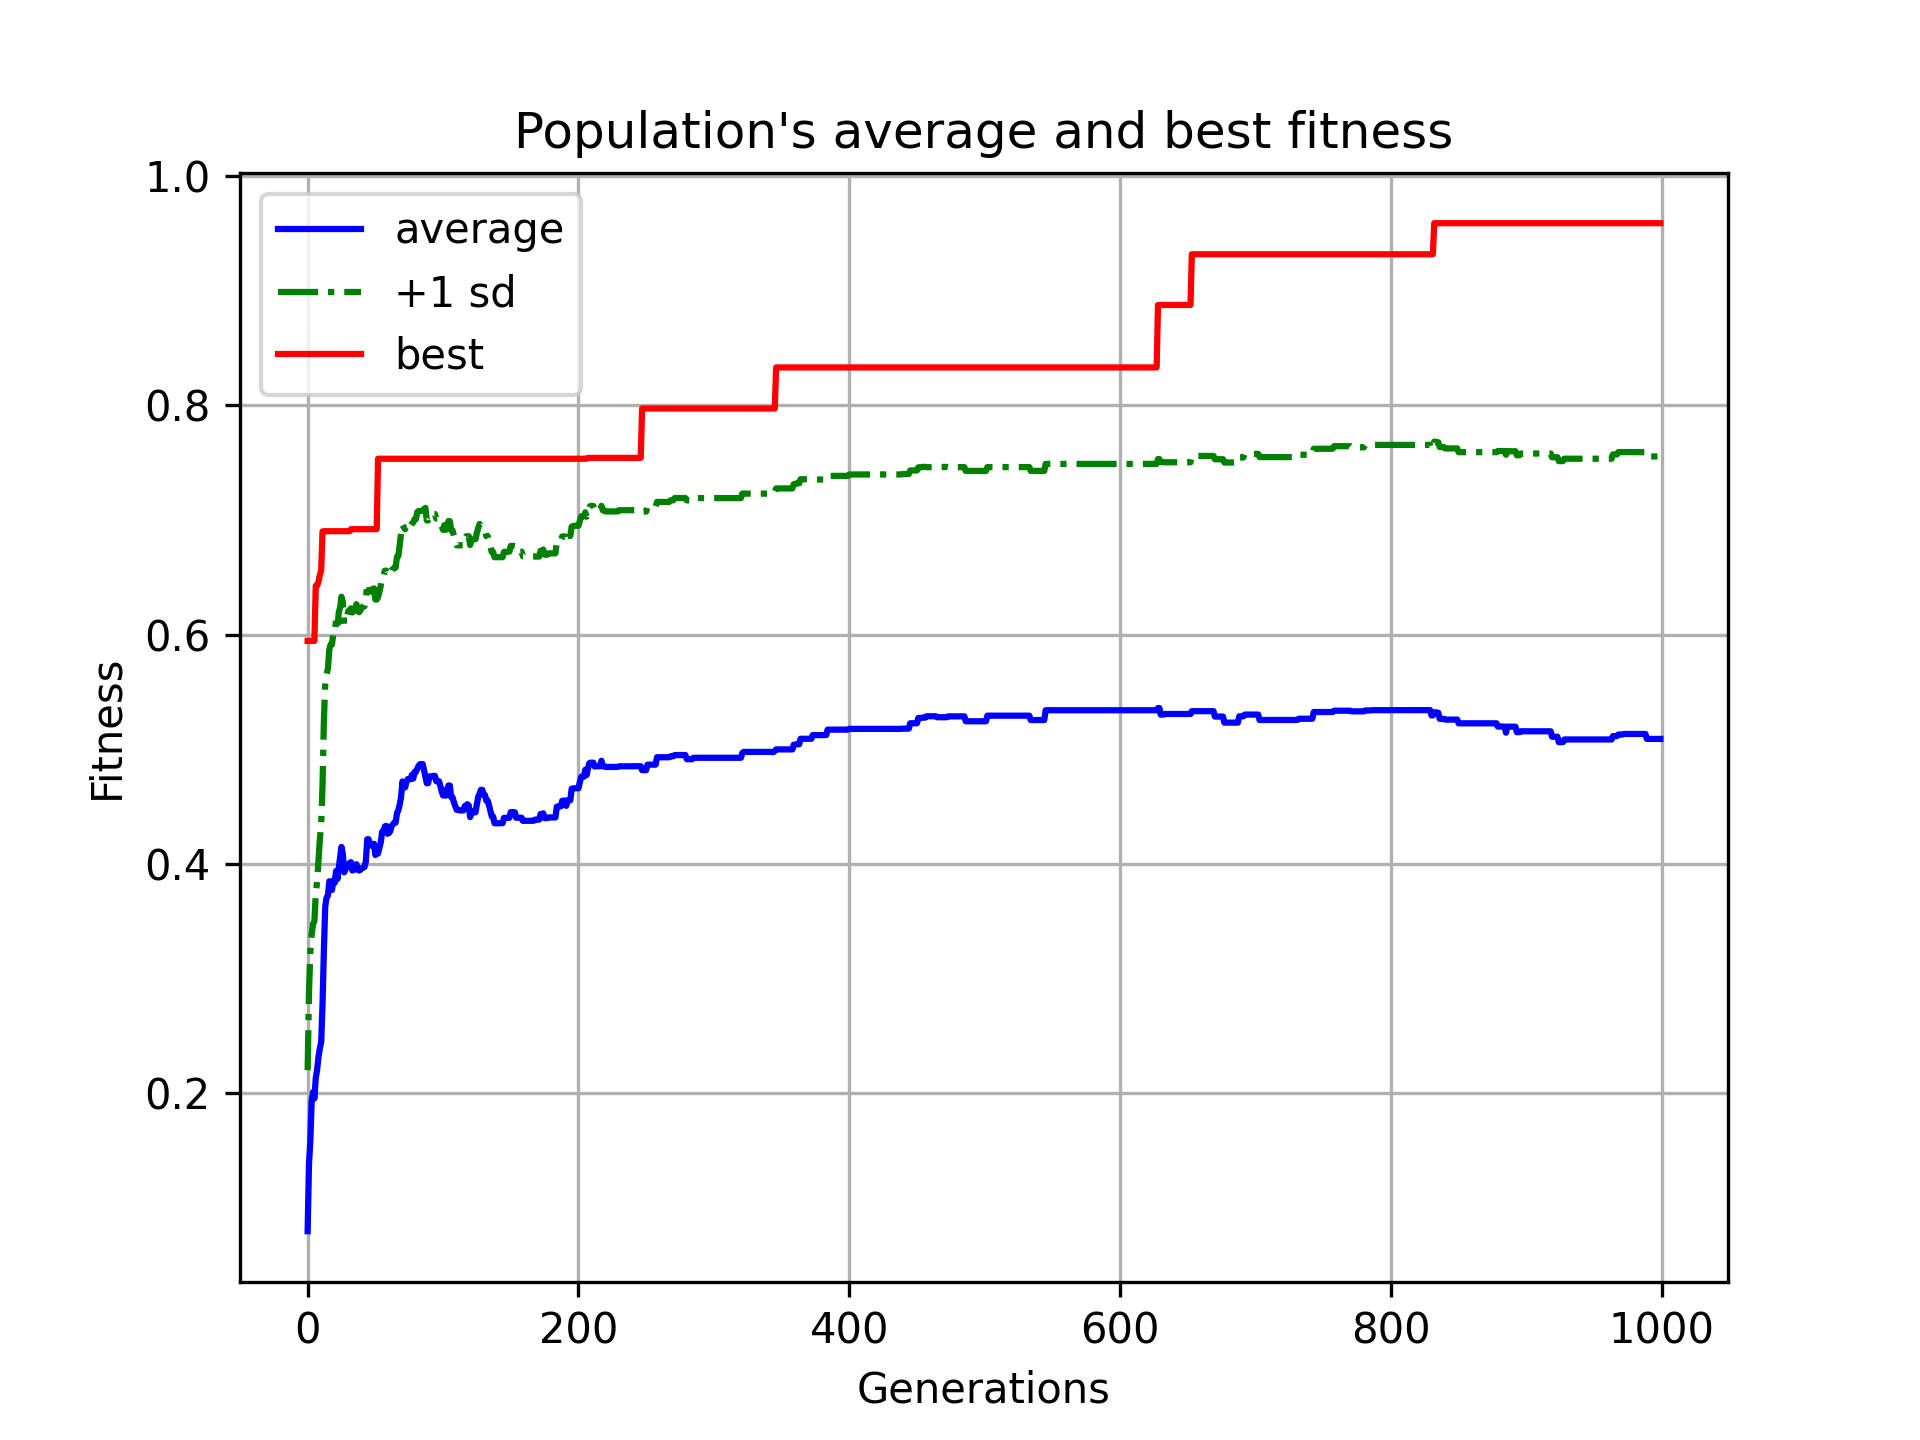 Population's average and best fitness
1.0
0.8
0.6
0.4
0.2
Fitness
average
+1 sd
best
0 200 400 600 800 1000
Generations